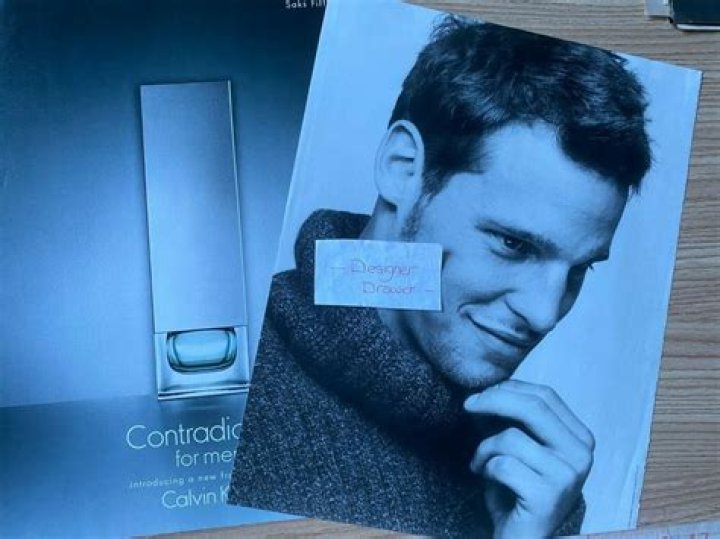 Saks Fif
- Designer
Drawer -
Contradic
for men
introducing a new fr
Calvin K